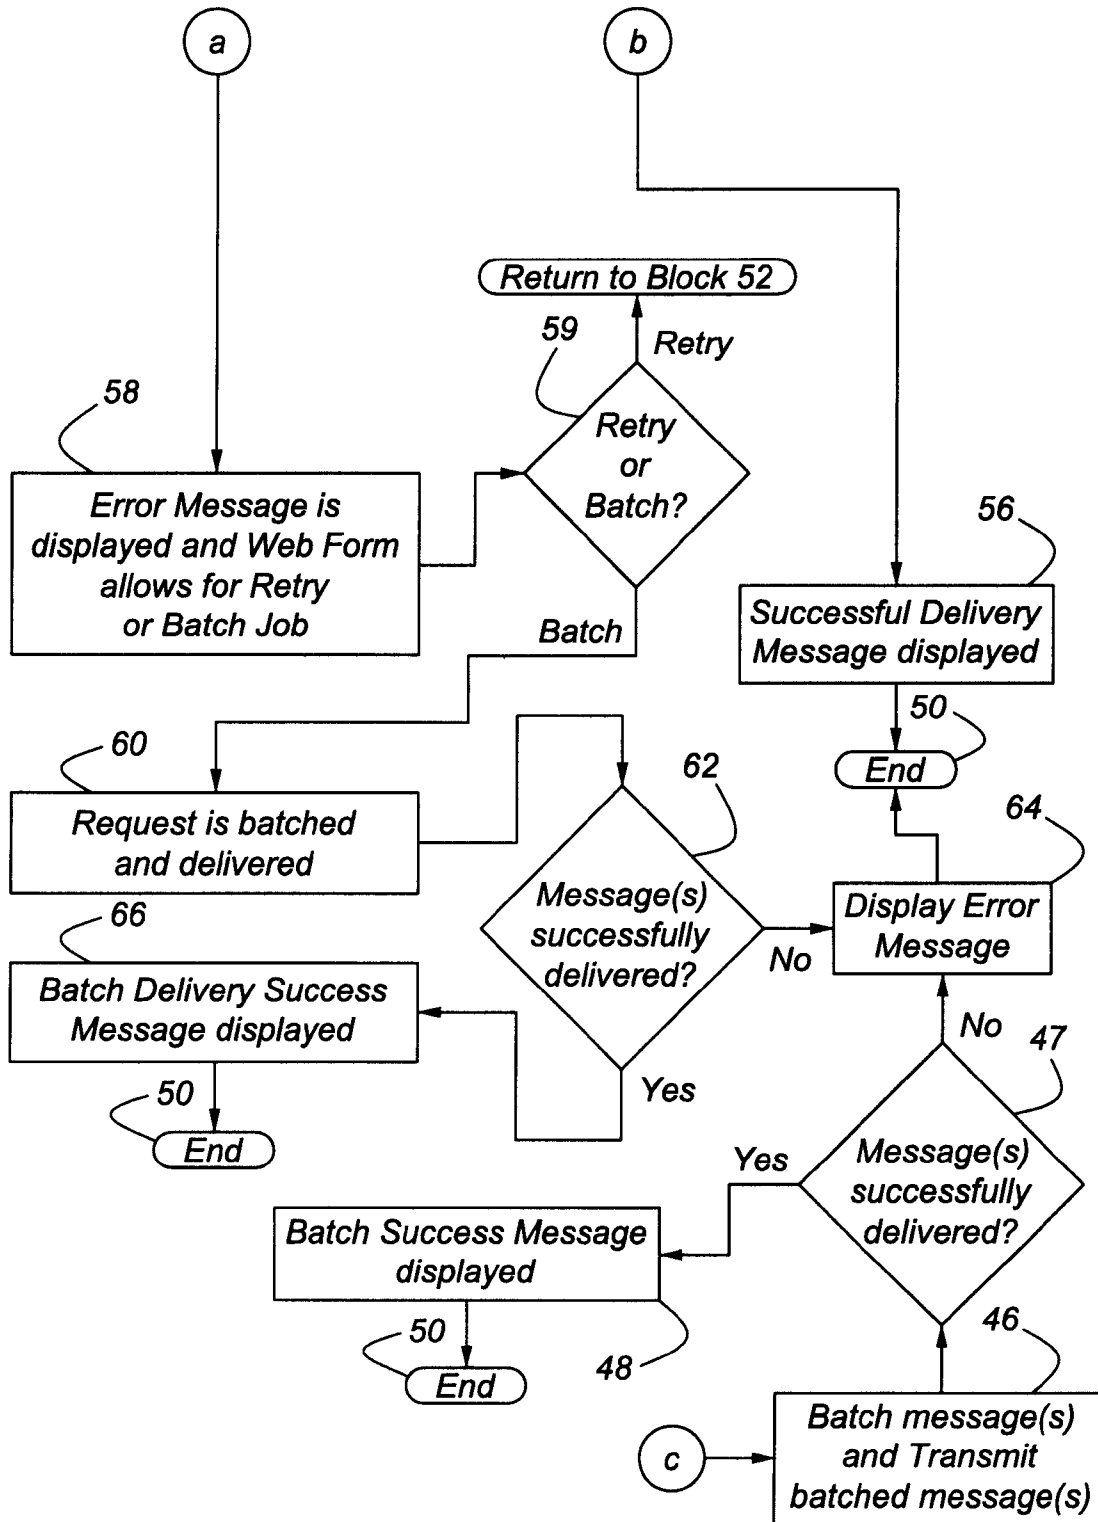 a
b
Return to Block 52
59
Retry
58
Retry
or
Batch?
Error Message is
displayed and Web Form
allows for Retry
or Batch Job
56
Successful Delivery
Message displayed
Batch
50
End
60
62
Request is batched
and delivered
64
Message(s)
successfully
delivered?
Display Error
Message
No
66
Batch Delivery Success
Message displayed
No
47
Yes
50
End
Yes
Message(s)
successfully
delivered?
Batch Success Message
displayed
50
End
48
46
c
Batch message(s)
and Transmit
batched message(s)